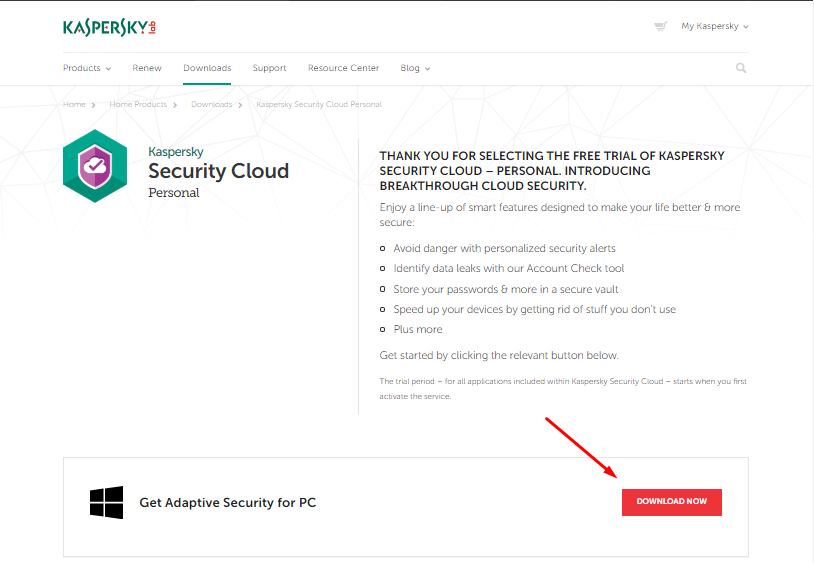 KASPERSKY lab
My Kaspersky
Products Renew Downloads Support Resource Center Blog
Home Home Products Downloads Kaspersky Security Cloud Personal
Kaspersky
Security Cloud
Personal
THANK YOU FOR SELECTING THE FREE TRIAL OF KASPERSKY
SECURITY CLOUD – PERSONAL. INTRODUCING
BREAKTHROUGH CLOUD SECURITY.
Enjoy a line-up of smart features designed to make your life better & more
secure:
Avoid danger with personalized security alerts
Identify data leaks with our Account Check tool
Store your passwords & more in a secure vault
Speed up your devices by getting rid of stuff you don't use
Plus more
Get started by clicking the relevant button below.
The trial period – for all applications included within Kaspersky Security Cloud – starts when you first
activate the service.
Get Adaptive Security for PC
DOWNLOAD NOW